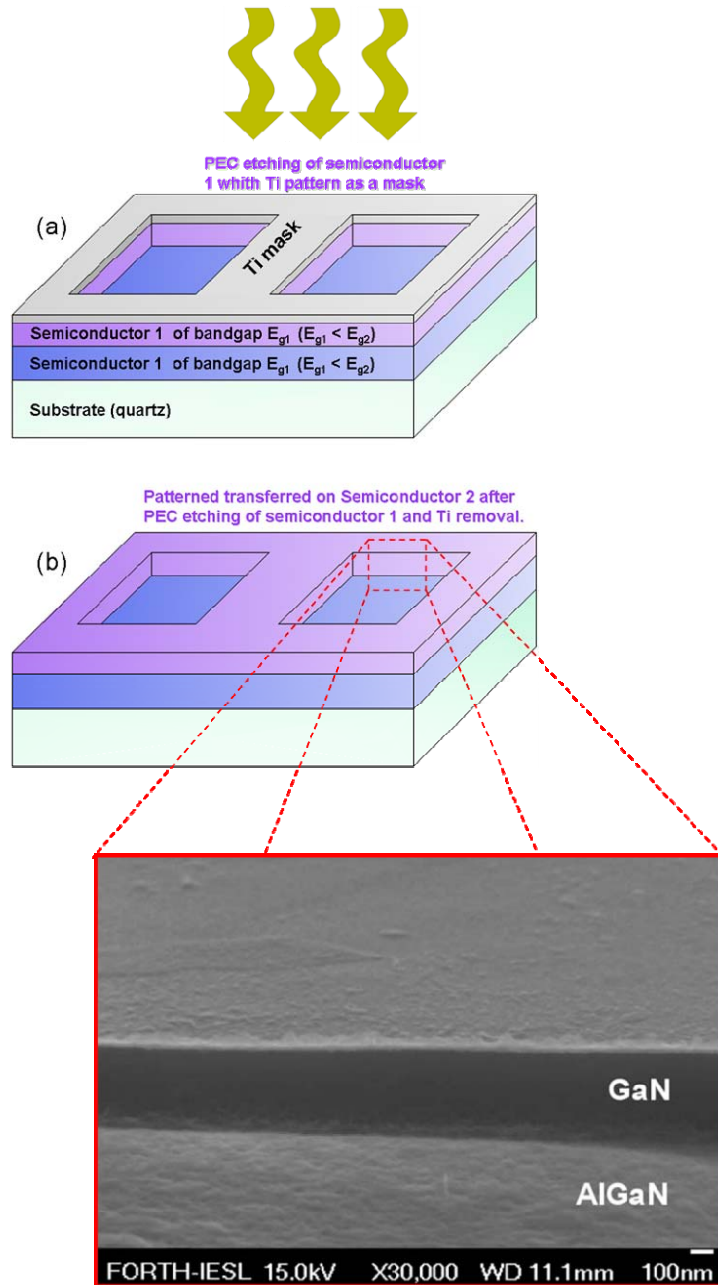 PEC etching of semiconductor
1 whith Ti pattern as a mask
(a)
Ti mask
Semiconductor 1 of bandgap Eg1 (Eg1 < Eg2)
Semiconductor 1 of bandgap Eg1 (Eg1 < Eg2)
Substrate (quartz)
Patterned transferred on Semiconductor 2 after
PEC etching of semiconductor 1 and Ti removal.
(b)
GaN
AlGaN
FORTH-IESL 15.0kV X30,000 WD 11.1mm 100nm